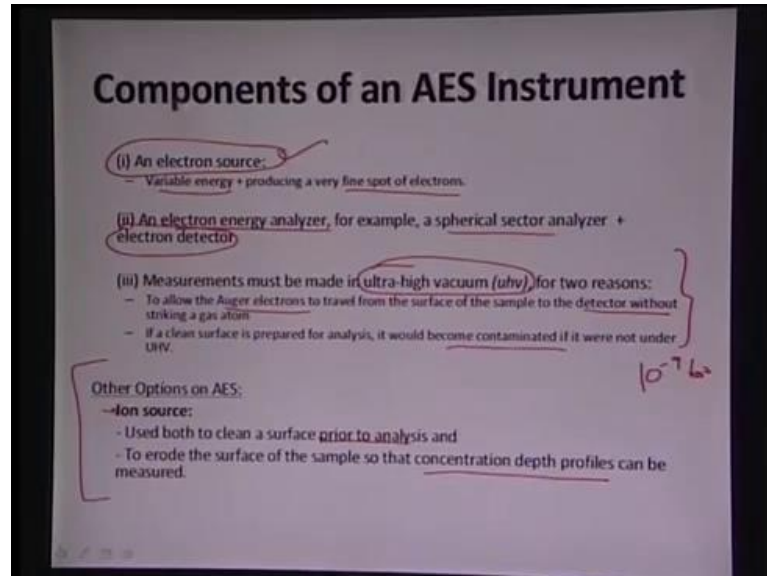 Components of an AES Instrument
(i) An electron source:
– Variable energy + producing a very fine spot of electrons.
(ii) An electron energy analyzer, for example, a spherical sector analyzer +
electron detector
(iii) Measurements must be made in ultra-high vacuum (uhv), for two reasons:
– To allow the Auger electrons to travel from the surface of the sample to the detector without
striking a gas atom
– If a clean surface is prepared for analysis, it would become contaminated if it were not under
UHV.
Other Options on AES:
Ion source:
- Used both to clean a surface prior to analysis and
- To erode the surface of the sample so that concentration depth profiles can be
measured.